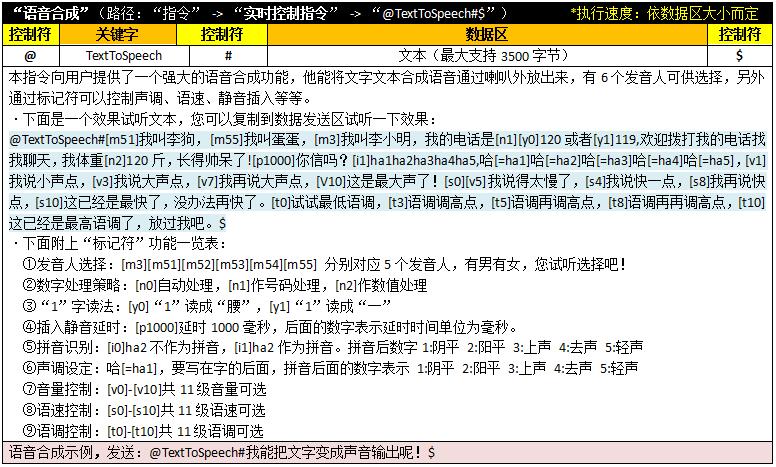 “语音合成”（路径：“指令” -> “实时控制指令” -> “@TextToSpeech#$”） *执行速度：依数据区大小而定
控制符 关键字 控制符 数据区 控制符
@ TextToSpeech # 文本（最大支持 3500 字节） $
本指令向用户提供了一个强大的语音合成功能，他能将文字文本合成语音通过喇叭外放出来，有 6 个发音人可供选择，另外
通过标记符可以控制声调、语速、静音插入等等。
·下面是一个效果试听文本，您可以复制到数据发送区试听一下效果：
@TextToSpeech#[m51]我叫李狗，[m55]我叫蛋蛋，[m3]我叫李小明，我的电话是[n1][y0]120 或者[y1]119,欢迎拨打我的电话找
我聊天，我体重[n2]120 斤，长得帅呆了![p1000]你信吗？[i1]ha1ha2ha3ha4ha5,哈[=ha1]哈[=ha2]哈[=ha3]哈[=ha4]哈[=ha5]，[v1]
我说小声点，[v3]我说大声点，[v7]我再说大声点，[V10]这是最大声了！[s0][v5]我说得太慢了，[s4]我说快一点，[s8]我再说快
点，[s10]这已经是最快了，没办法再快了。[t0]试试最低语调，[t3]语调调高点，[t5]语调再调高点，[t8]语调再再调高点，[t10]
这已经是最高语调了，放过我吧。$
·下面附上“标记符”功能一览表：
①发音人选择：[m3][m51][m52][m53][m54][m55] 分别对应 5 个发音人，有男有女，您试听选择吧！
②数字处理策略：[n0]自动处理，[n1]作号码处理，[n2]作数值处理
③“1”字读法：[y0]“1”读成“腰”，[y1]“1”读成“一”
④插入静音延时：[p1000]延时 1000 毫秒，后面的数字表示延时时间单位为毫秒。
⑤拼音识别：[i0]ha2 不作为拼音，[i1]ha2 作为拼音。拼音后数字 1:阴平 2:阳平 3:上声 4:去声 5:轻声
⑥声调设定：哈[=ha1]，要写在字的后面，拼音后面的数字表示 1:阴平 2:阳平 3:上声 4:去声 5:轻声
⑦音量控制：[v0]-[v10]共 11 级音量可选
⑧语速控制：[s0]-[s10]共 11 级语速可选
⑨语调控制：[t0]-[t10]共 11 级语调可选
语音合成示例，发送：@TextToSpeech#我能把文字变成声音输出呢！$